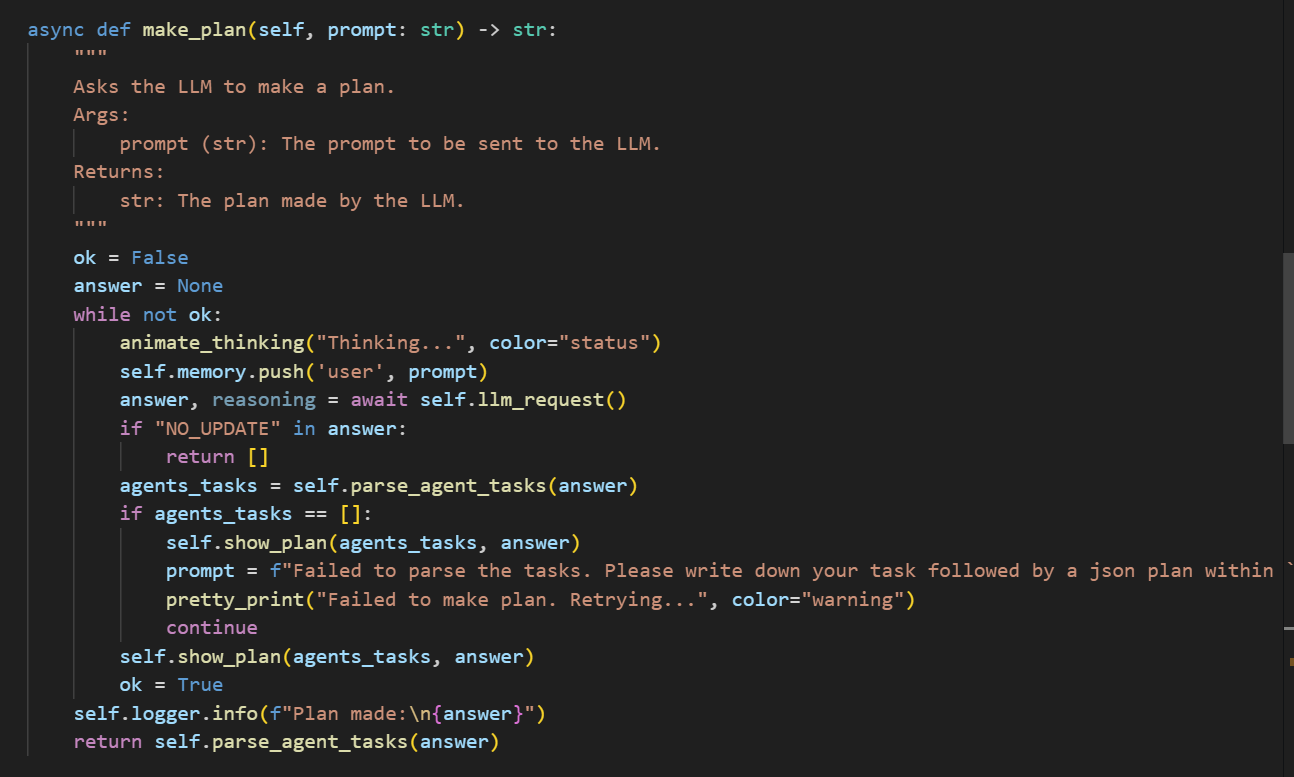 async def make_plan(self, prompt: str) -> str:
    """
    Asks the LLM to make a plan.
    Args:
        prompt (str): The prompt to be sent to the LLM.
    Returns:
        str: The plan made by the LLM.
    """
    ok = False
    answer = None
    while not ok:
        animate_thinking("Thinking...", color="status")
        self.memory.push('user', prompt)
        answer, reasoning = await self.llm_request()
        if "NO_UPDATE" in answer:
            return []
        agents_tasks = self.parse_agent_tasks(answer)
        if agents_tasks == []:
            self.show_plan(agents_tasks, answer)
            prompt = f"Failed to parse the tasks. Please write down your task followed by a json plan within `
            pretty_print("Failed to make plan. Retrying...", color="warning")
            continue
        self.show_plan(agents_tasks, answer)
        ok = True
    self.logger.info(f"Plan made:\n{answer}")
    return self.parse_agent_tasks(answer)